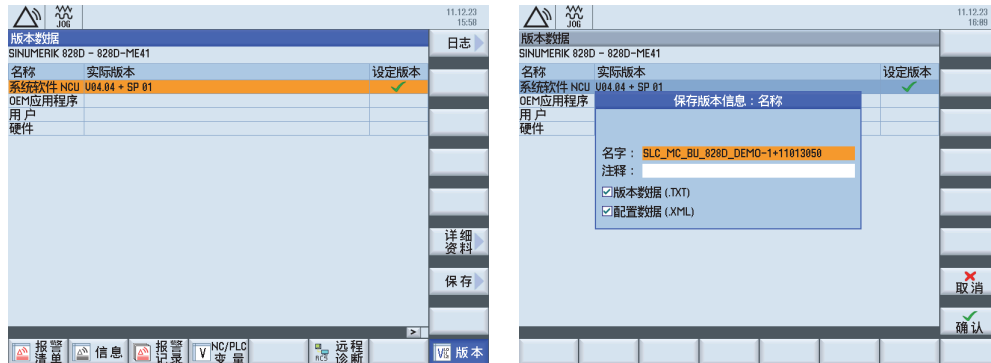 JOG
11.12.23
15:50
版本数据
SINUMERIK 828D - 828D-ME41
名称 实际版本 设定版本
系统软件 NCU V04.04 + SP 01
OEM应用程序
用户
硬件
日志
详细
资料
保存
报警
清单
信息
报警
记录
NC/PLC
变量
RCS
远程
诊断
版本
JOG
11.12.23
16:09
版本数据
SINUMERIK 828D - 828D-ME41
名称 实际版本 设定版本
系统软件 NCU V04.04 + SP 01
OEM应用程序
用户
硬件
保存版本信息：名称
名字： SLC_MC_BU_828D_DEMO-1+11013050
注释：
版本数据 (.TXT)
配置数据 (.XML)
取消
确认